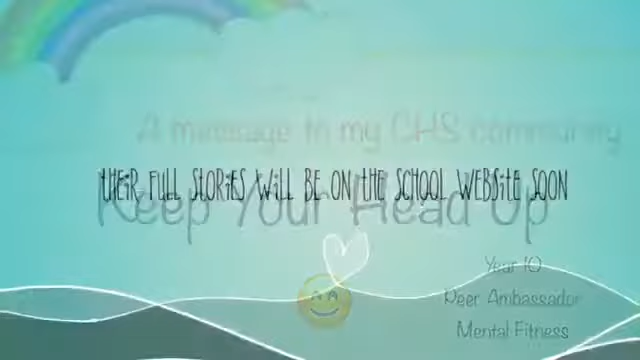 A message to my CHS community
THEiR FULL STORiES WiLL BE ON THE SCHOOL WEBSitE SOON
Keep Your Head Up
Year 10
Peer Ambassador
Mental Fitness